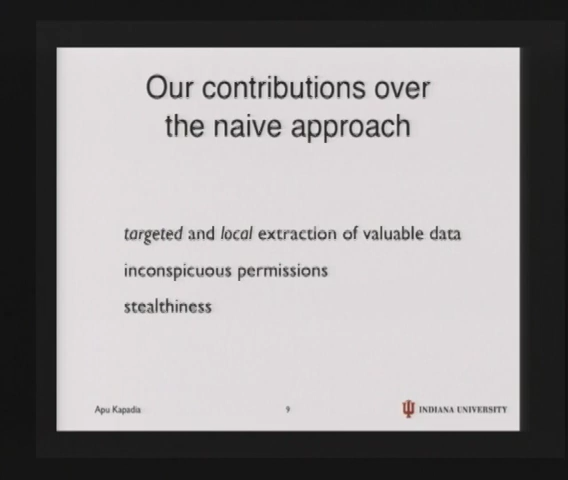 Our contributions over
the naive approach
targeted and local extraction of valuable data
inconspicuous permissions
stealthiness
Apu Kapadia
9
INDIANA UNIVERSITY